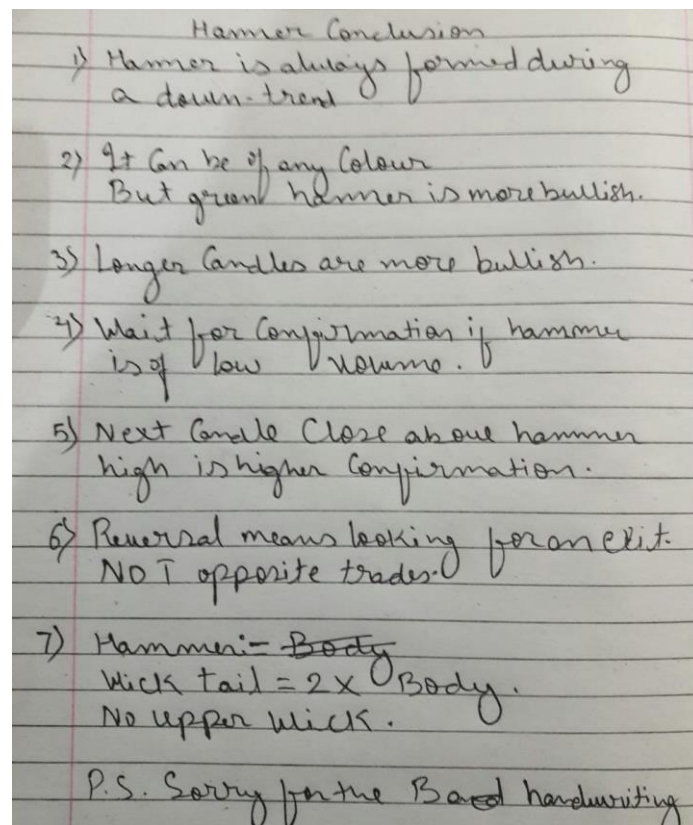 Hammer Conclusion
1) Hammer is always formed during
a down-trend
2) It Can be of any Colour
But green hammer is more bullish.
3) Longer Candles are more bullish.
4) Wait for Confirmation if hammer
is of low volume.
5) Next Candle Close above hammer
high is higher Confirmation.
6) Reversal means looking for an exit.
NOT opposite trades.
7) Hammer:- Body
Wick tail = 2x Body.
No upper Wick.
P.S. Sorry for the Bad handwriting